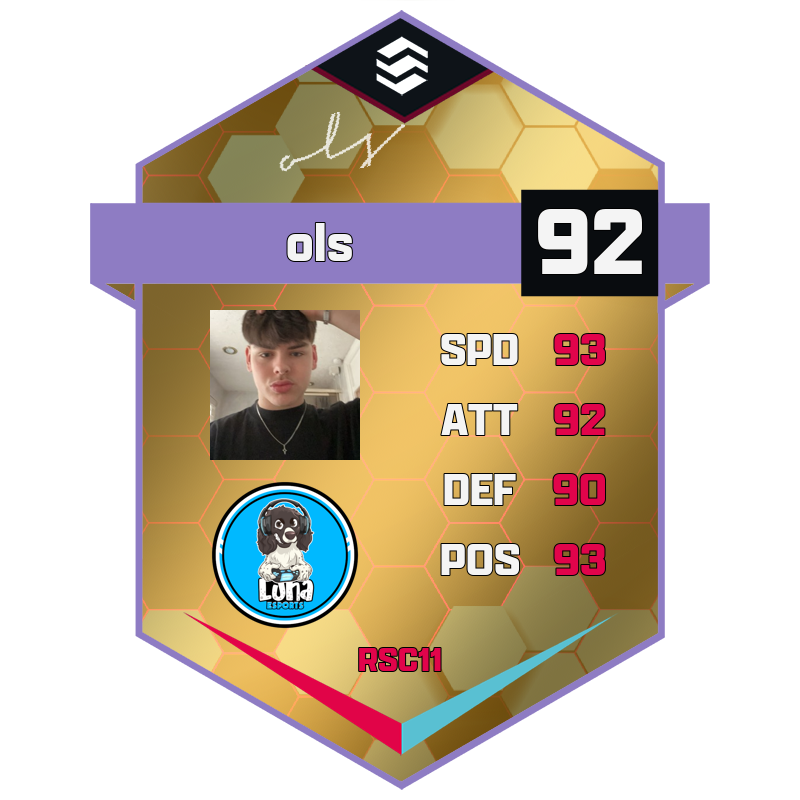 ols
ols
92
SPD 93
ATT 92
DEF 90
POS 93
Luna
ESPORTS
RSC11